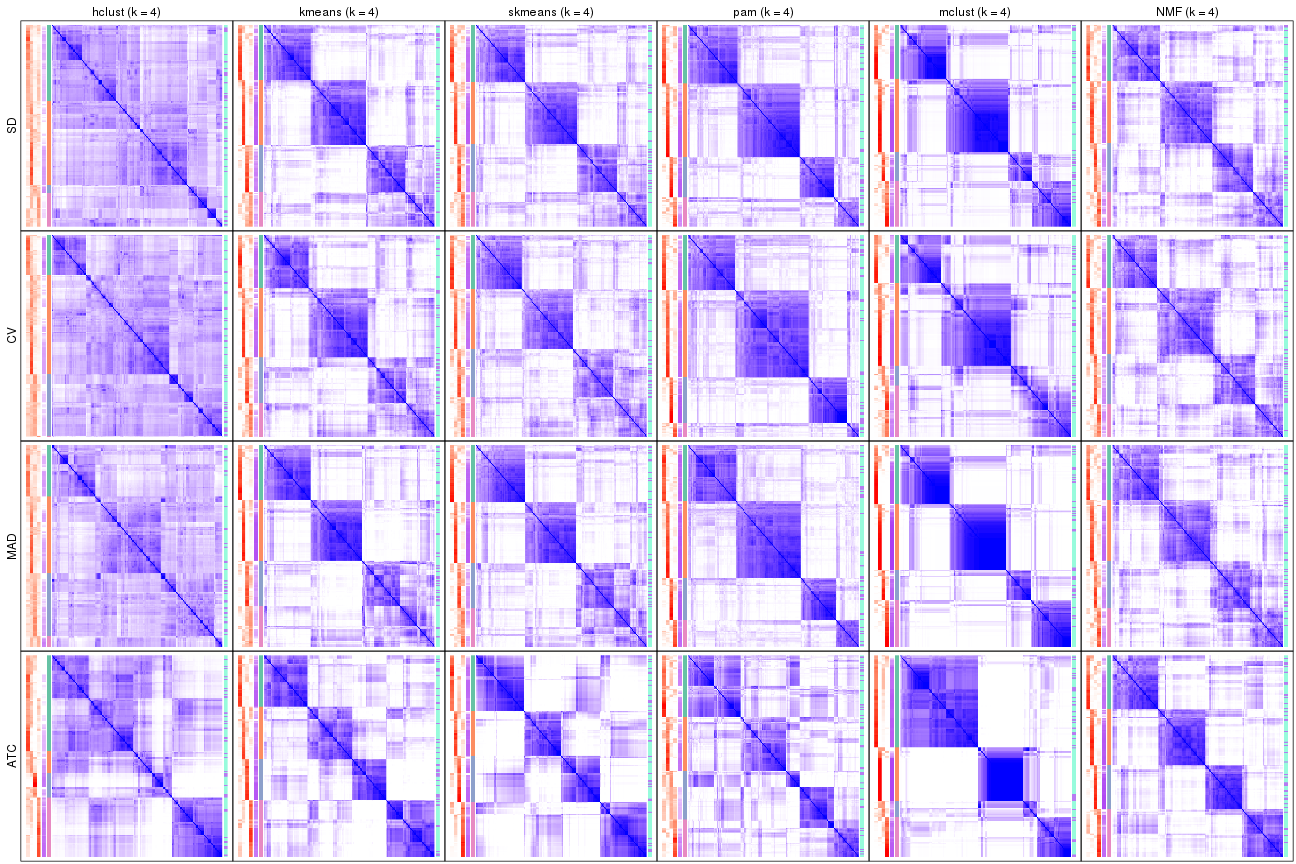 hclust (k = 4) kmeans (k = 4) skmeans (k = 4) pam (k = 4) mclust (k = 4) NMF (k = 4)
SD
CV
MAD
ATC